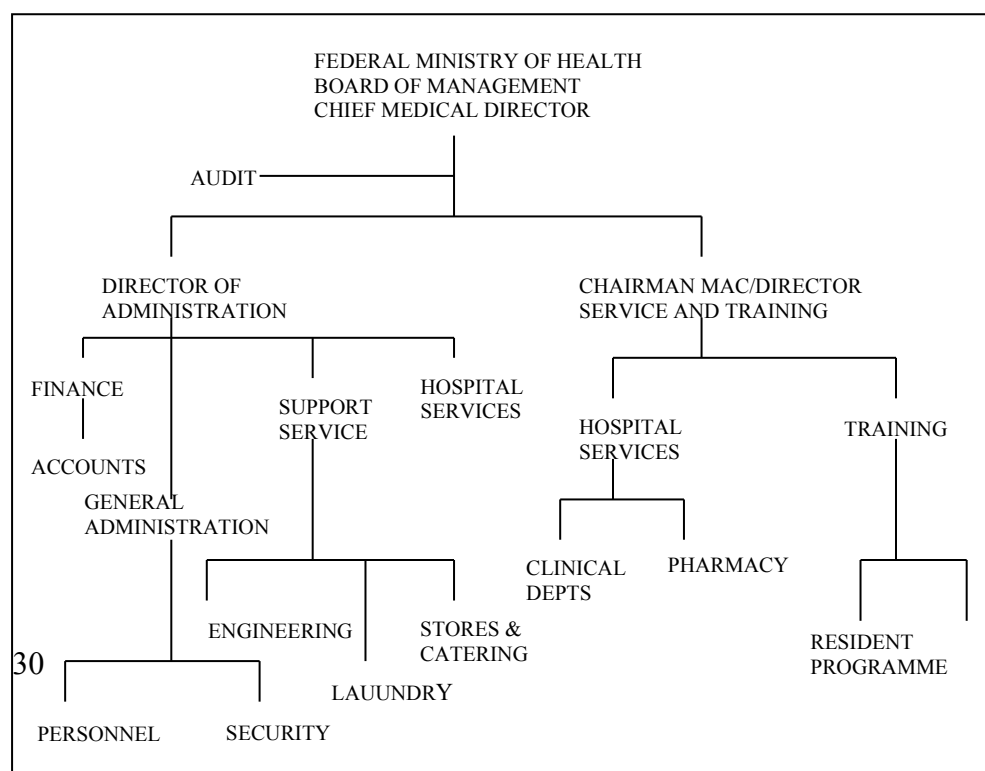 FEDERAL MINISTRY OF HEALTH
BOARD OF MANAGEMENT
CHIEF MEDICAL DIRECTOR
AUDIT
DIRECTOR OF
ADMINISTRATION
CHAIRMAN MAC/DIRECTOR
SERVICE AND TRAINING
FINANCE
ACCOUNTS
GENERAL
ADMINISTRATION
SUPPORT
SERVICE
HOSPITAL
SERVICES
HOSPITAL
SERVICES
TRAINING
CLINICAL
DEPTS
PHARMACY
ENGINEERING
STORES &
CATERING
LAUUNDRY
RESIDENT
PROGRAMME
30
PERSONNEL
SECURITY